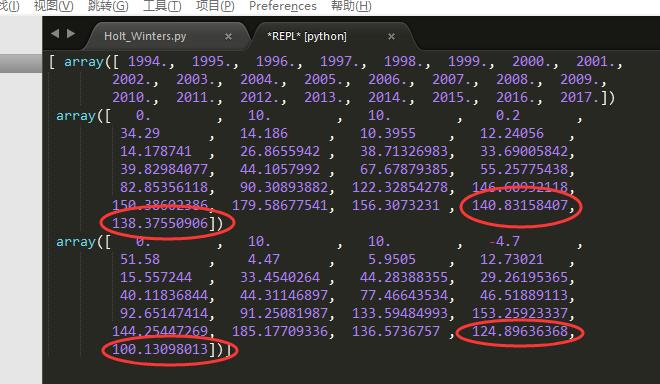 视图(V) 跳转(G) 工具(T) 项目(P) Preferences 帮助(H)
Holt_Winters.py × *REPL* [python] ×
[ array([ 1994., 1995., 1996., 1997., 1998., 1999., 2000., 2001.,
2002., 2003., 2004., 2005., 2006., 2007., 2008., 2009.,
2010., 2011., 2012., 2013., 2014., 2015., 2016., 2017.])
array([ 0. , 10. , 10. , 0.2 ,
34.29 , 14.186 , 10.3955 , 12.24056 ,
14.178741 , 26.8655942 , 38.71326983, 33.69005842,
39.82984077, 44.1057992 , 67.67879385, 55.25775438,
82.85356118, 90.30893882, 122.32854278, 146.60932118,
150.38602386, 179.58677541, 156.3073231 , 140.83158407,
138.37550906])
array([ 0. , 10. , 10. , -4.7 ,
51.58 , 4.47 , 5.9505 , 12.73021 ,
15.557244 , 33.4540264 , 44.28388355, 29.26195365,
40.11836844, 44.31146897, 77.46643534, 46.51889113,
92.65147414, 91.25081987, 133.59484993, 153.25923337,
144.25447269, 185.17709336, 136.5736757 , 124.89636368,
100.13098013])]